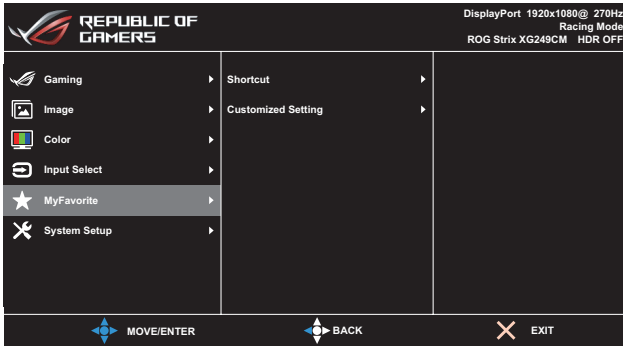 REPUBLIC OF
GAMERS
DisplayPort 1920x1080@ 270Hz
Racing Mode
ROG Strix XG249CM HDR OFF
Gaming
Image
Color
Input Select
MyFavorite
System Setup
Shortcut
Customized Setting
MOVE/ENTER
BACK
EXIT